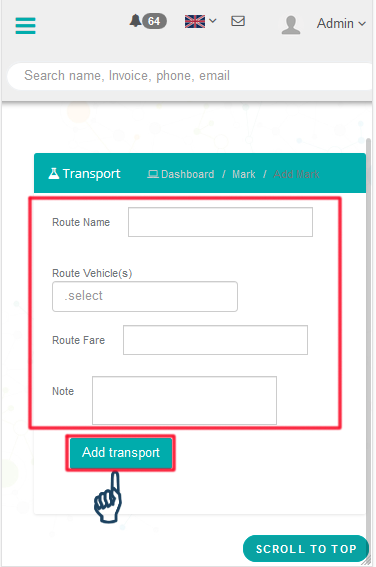 64
Admin
Search name, Invoice, phone, email
Transport
Dashboard / Mark / Add Mark
Route Name
Route Vehicle(s)
.select
Route Fare
Note
Add transport
SCROLL TO TOP